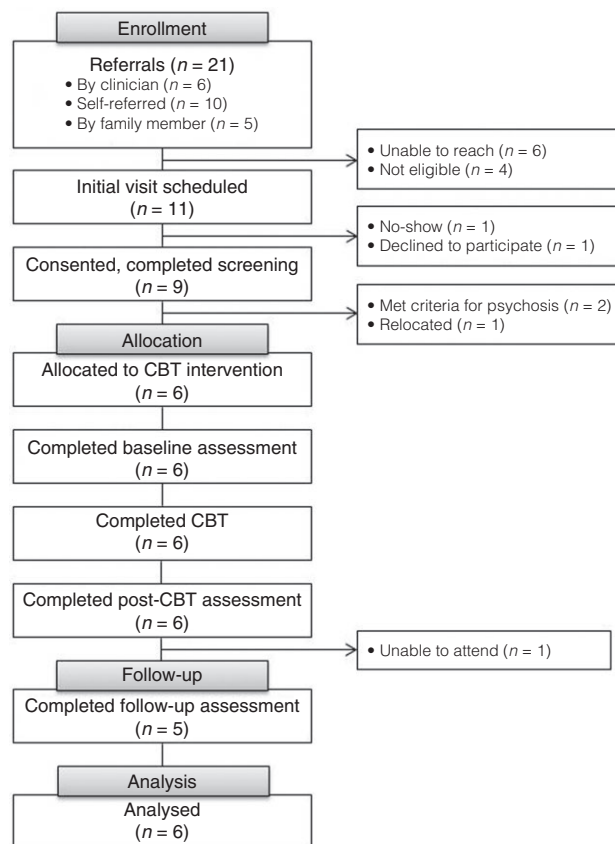 Enrollment
Referrals (n = 21)
• By clinician (n = 6)
• Self-referred (n = 10)
• By family member (n = 5)
• Unable to reach (n = 6)
• Not eligible (n = 4)
Initial visit scheduled
(n = 11)
• No-show (n = 1)
• Declined to participate (n = 1)
Consented, completed screening
(n = 9)
• Met criteria for psychosis (n = 2)
• Relocated (n = 1)
Allocation
Allocated to CBT intervention
(n = 6)
Completed baseline assessment
(n = 6)
Completed CBT
(n = 6)
Completed post-CBT assessment
(n = 6)
• Unable to attend (n = 1)
Follow-up
Completed follow-up assessment
(n = 5)
Analysis
Analysed
(n = 6)